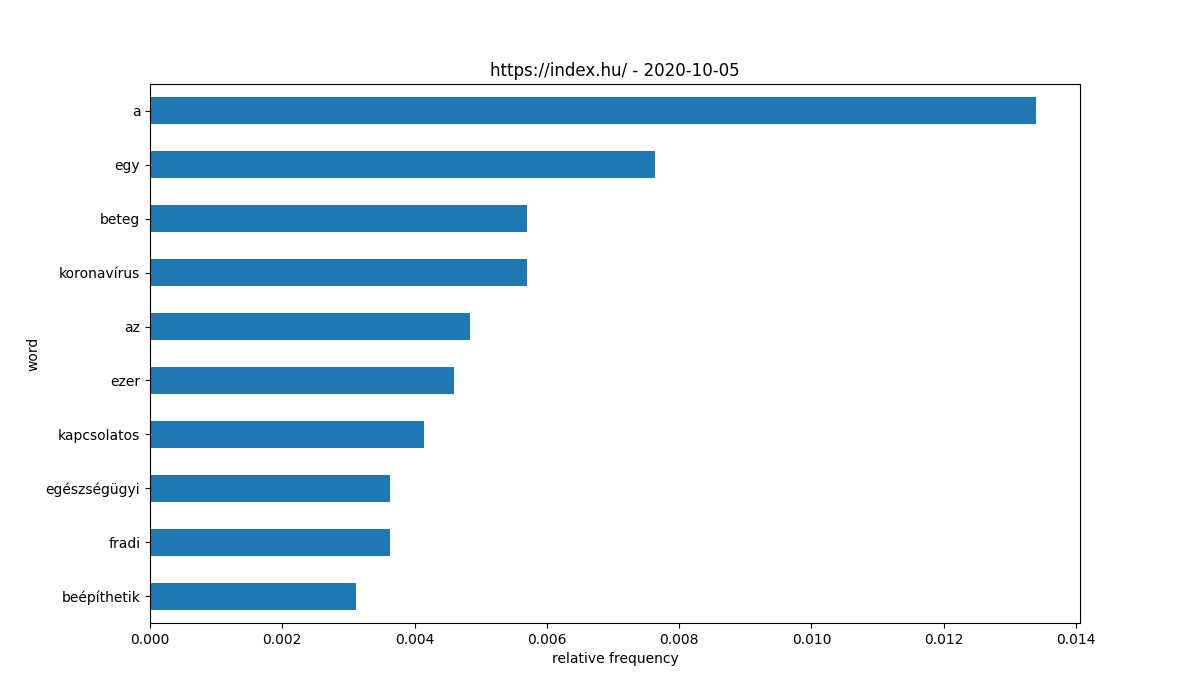 https://index.hu/ - 2020-10-05
a
egy
beteg
koronavírus
az
ezer
kapcsolatos
egészségügyi
fradi
beépíthetik
word
0.000 0.002 0.004 0.006 0.008 0.010 0.012 0.014
relative frequency